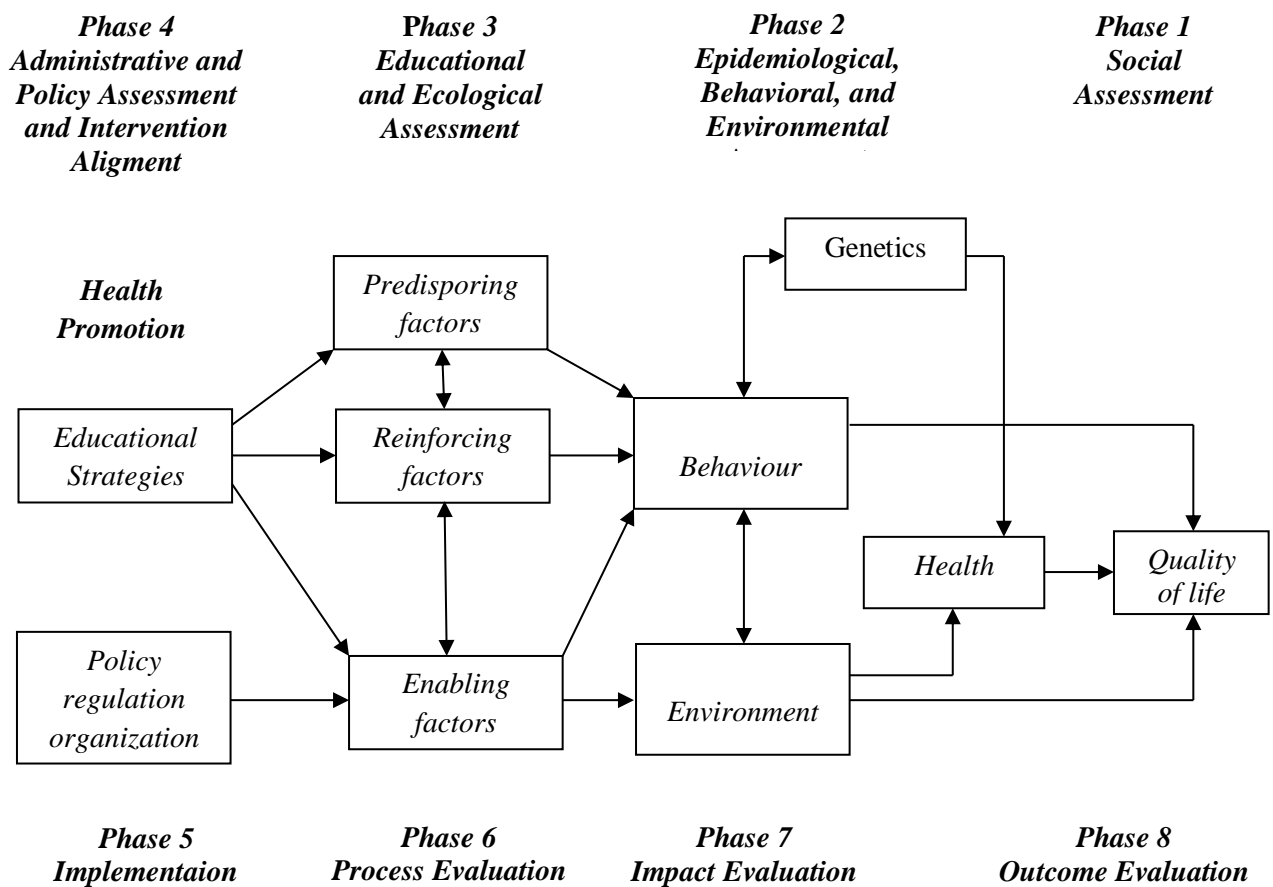 Phase 4
Administrative and
Policy Assessment
and Intervention
Aligment
Phase 3
Educational
and Ecological
Assessment
Phase 2
Epidemiological,
Behavioral, and
Environmental
Phase 1
Social
Assessment
Health
Promotion
Educational
Strategies
Policy
regulation
organization
Predisporing
factors
Reinforcing
factors
Enabling
factors
Genetics
Behaviour
Environment
Health
Quality
of life
Phase 5
Implementaion
Phase 6
Process Evaluation
Phase 7
Impact Evaluation
Phase 8
Outcome Evaluation